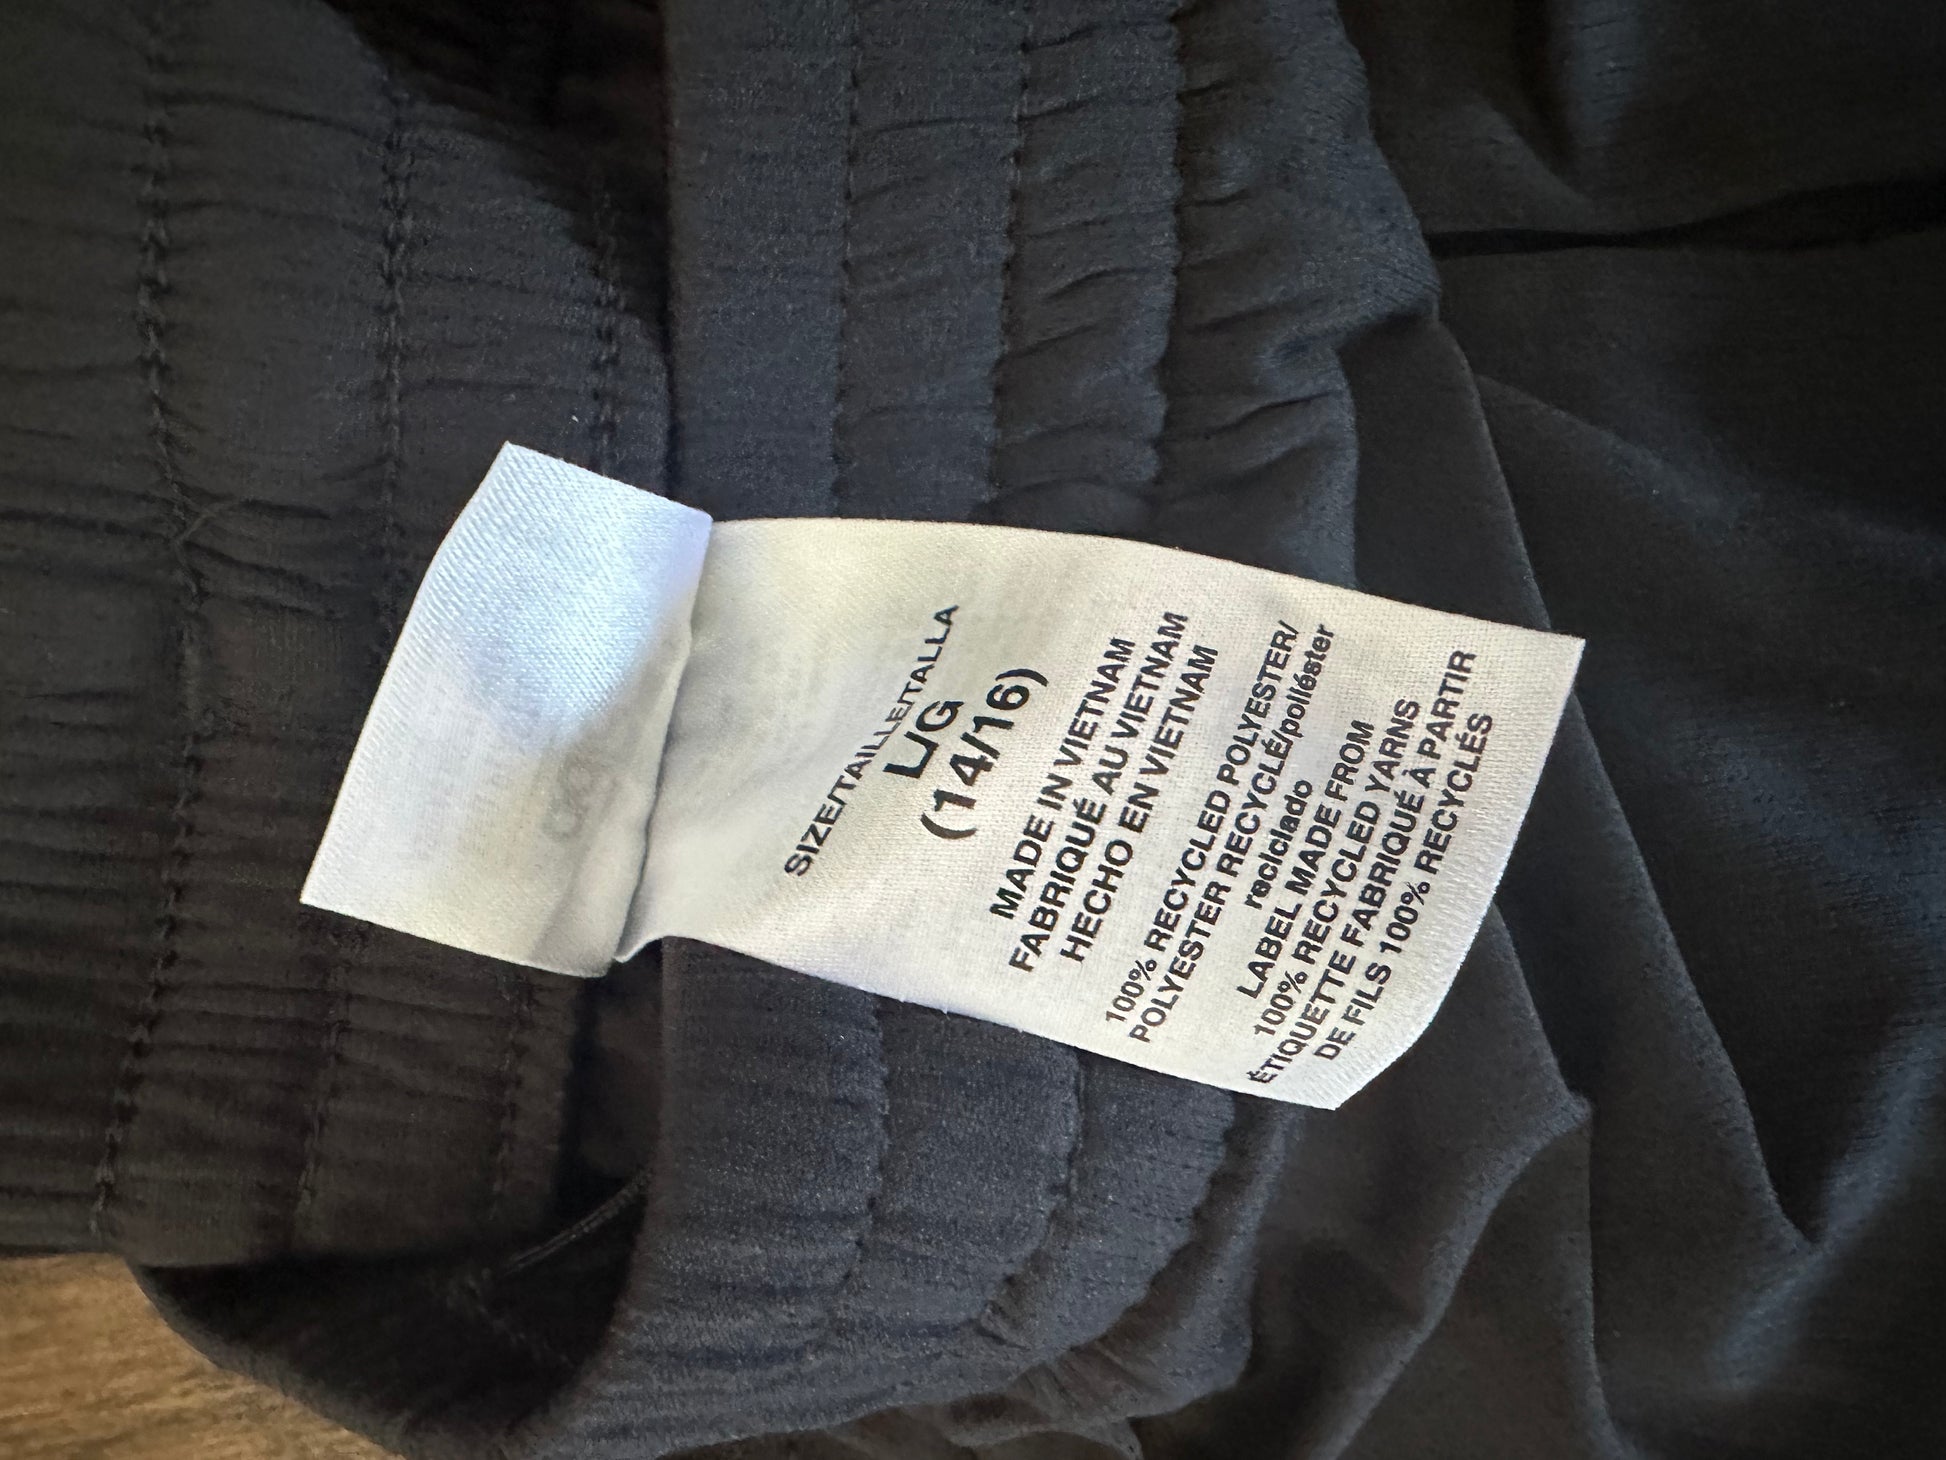 SIZE/TAILLE/TALLA
L/G
(14/16)
MADE IN VIETNAM
FABRIQUÉ AU VIETNAM
HECHO EN VIETNAM
100% RECYCLED POLYESTER/
POLYESTER RECYCLÉ/poliéster
reciclado
LABEL MADE FROM
100% RECYCLED YARNS
ÉTIQUETTE FABRIQUÉ À PARTIR
DE FILS 100% RECYCLÉS